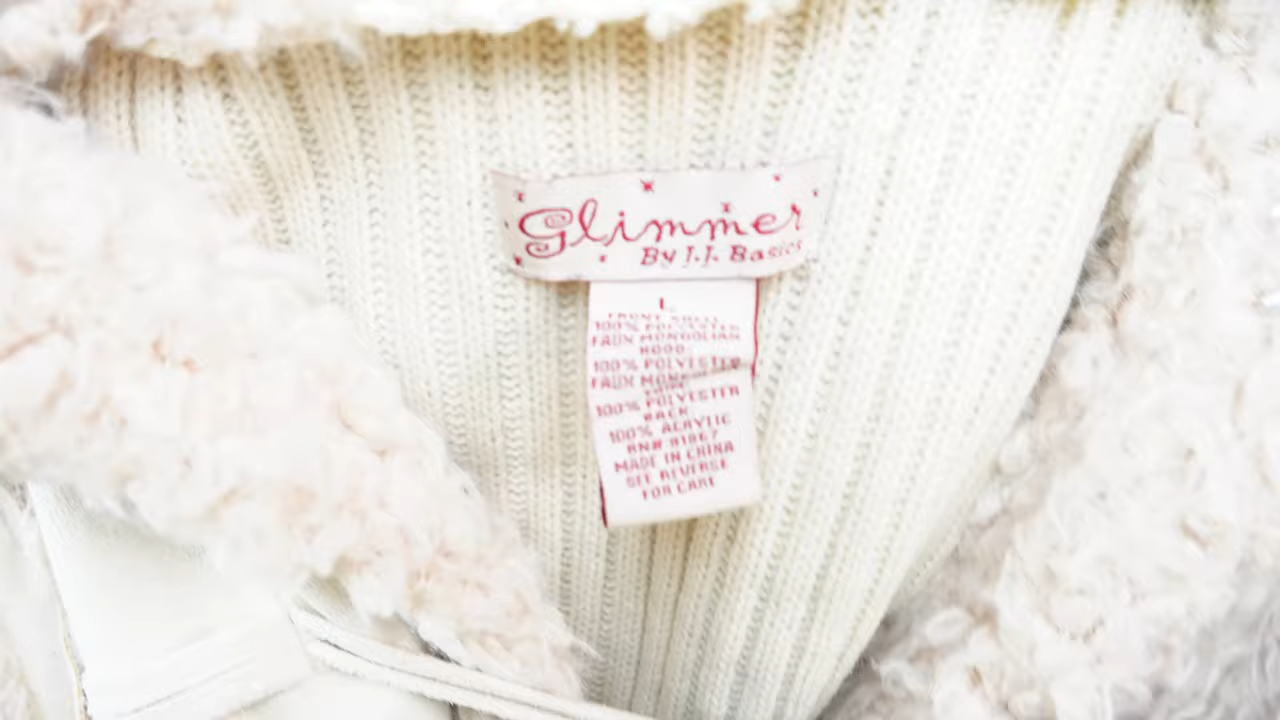 Glimmer
By J.J. Basics
L
FRONT SHELL
100% POLYESTER
FAUX MONGOLIAN
HOOD
100% POLYESTER
FAUX MONGOLIAN
100% POLYESTER
BACK
100% ACRYLIC
RN# 91867
MADE IN CHINA
SEE REVERSE
FOR CARE